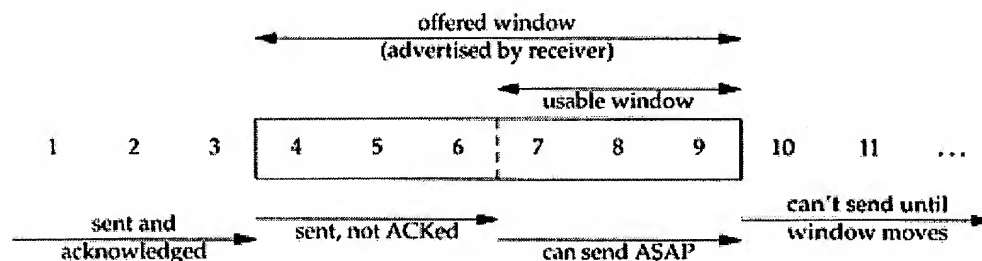 offered window
(advertised by receiver)
usable window
1 2 3 4 5 6 7 8 9 10 11 ...
sent and
acknowledged
sent, not ACKed
can send ASAP
can't send until
window moves